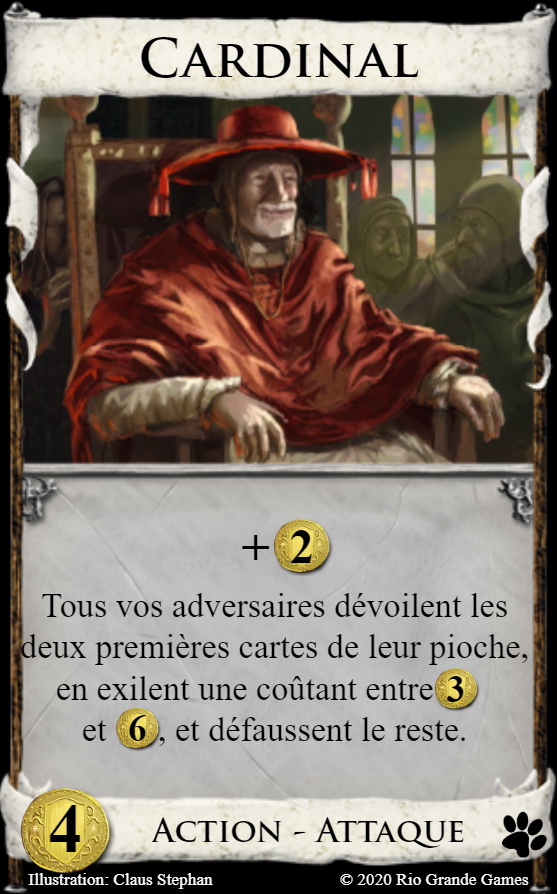 CARDINAL
+2
Tous vos adversaires dévoilent les
deux premières cartes de leur pioche,
en exilent une coûtant entre 3
et 6, et défaussent le reste.
4 ACTION - ATTAQUE
Illustration: Claus Stephan © 2020 Rio Grande Games